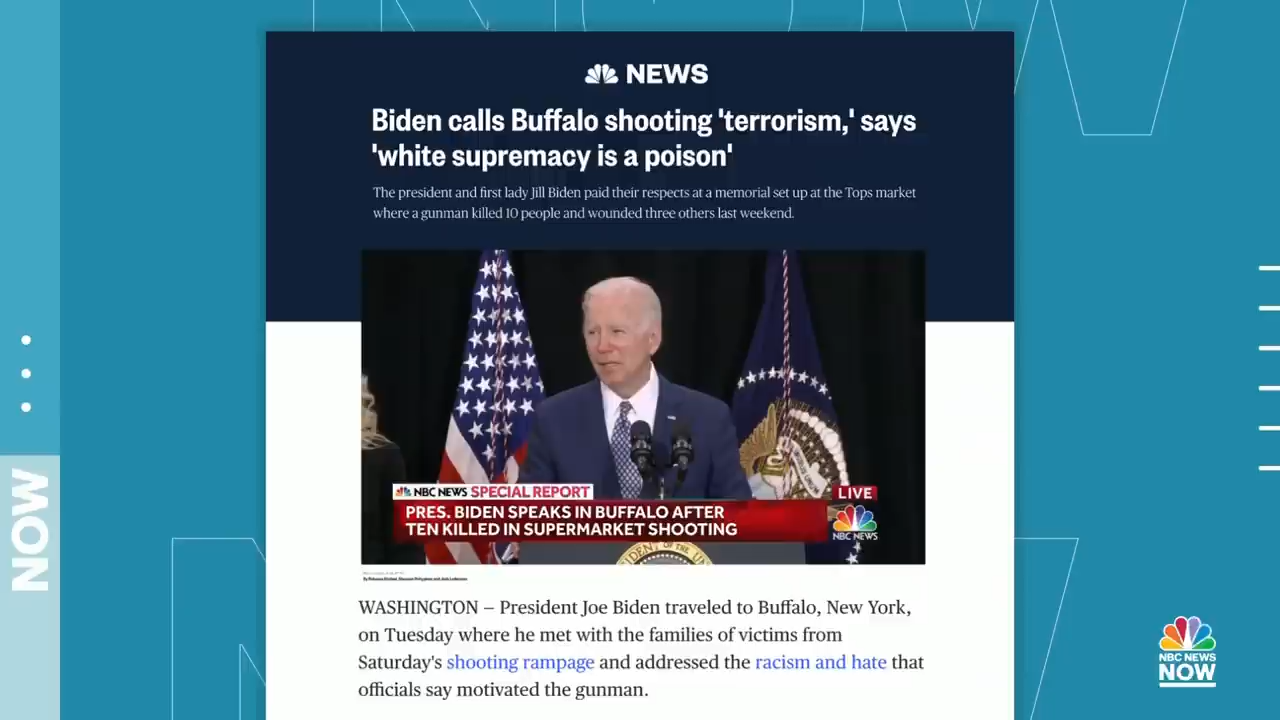 NEWS
Biden calls Buffalo shooting 'terrorism,' says
'white supremacy is a poison'
The president and first lady Jill Biden paid their respects at a memorial set up at the Tops market
where a gunman killed 10 people and wounded three others last weekend.
NBC NEWS SPECIAL REPORT
LIVE
PRES. BIDEN SPEAKS IN BUFFALO AFTER
TEN KILLED IN SUPERMARKET SHOOTING
NBC NEWS
WASHINGTON — President Joe Biden traveled to Buffalo, New York,
on Tuesday where he met with the families of victims from
Saturday's shooting rampage and addressed the racism and hate that
officials say motivated the gunman.
NOW
NBC NEWS
NOW